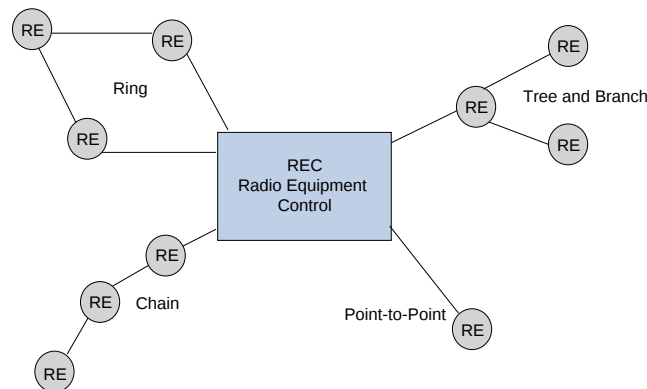 RE
RE
RE
Ring
RE
Tree and Branch
RE
RE
RE
REC
Radio Equipment
Control
RE
RE
Chain
Point-to-Point
RE
RE